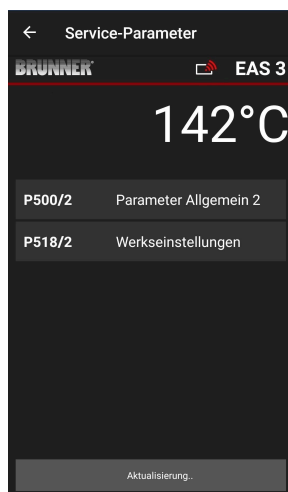 Service-Parameter
BRUNNER EAS 3
142°C
P500/2 Parameter Allgemein 2
P518/2 Werkseinstellungen
Aktualisierung..